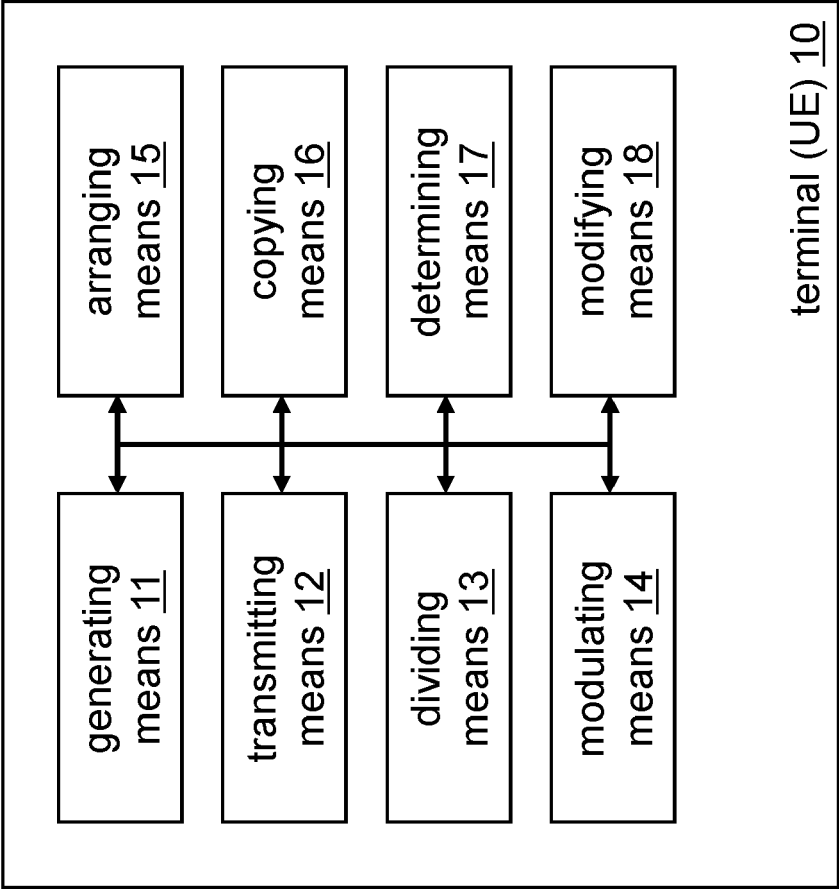 generating
means 11
transmitting
means 12
dividing
means 13
modulating
means 14
arranging
means 15
copying
means 16
determining
means 17
modifying
means 18
terminal (UE) 10